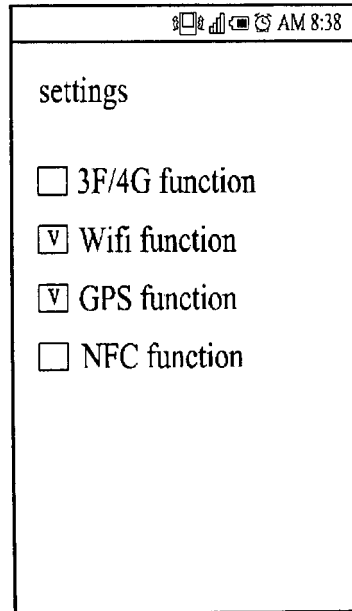 AM 8:38
settings
3F/4G function
V Wifi function
V GPS function
NFC function